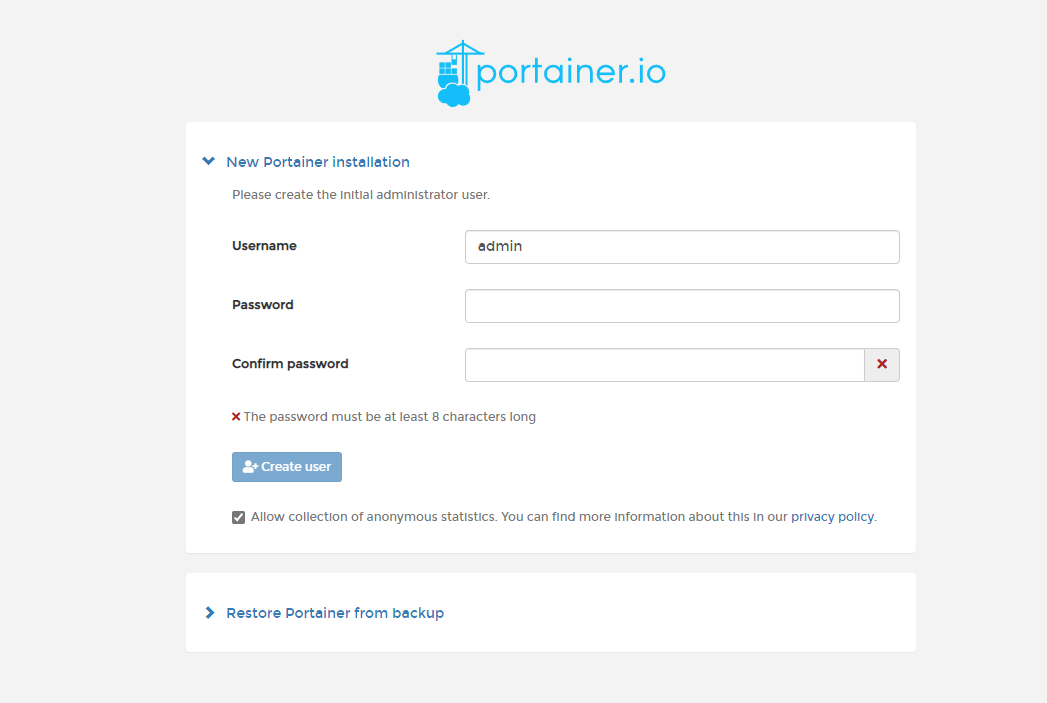 portainer.io
New Portainer installation
Please create the initial administrator user.
Username
admin
Password
Confirm password
The password must be at least 8 characters long
Create user
Allow collection of anonymous statistics. You can find more information about this in our privacy policy.
Restore Portainer from backup